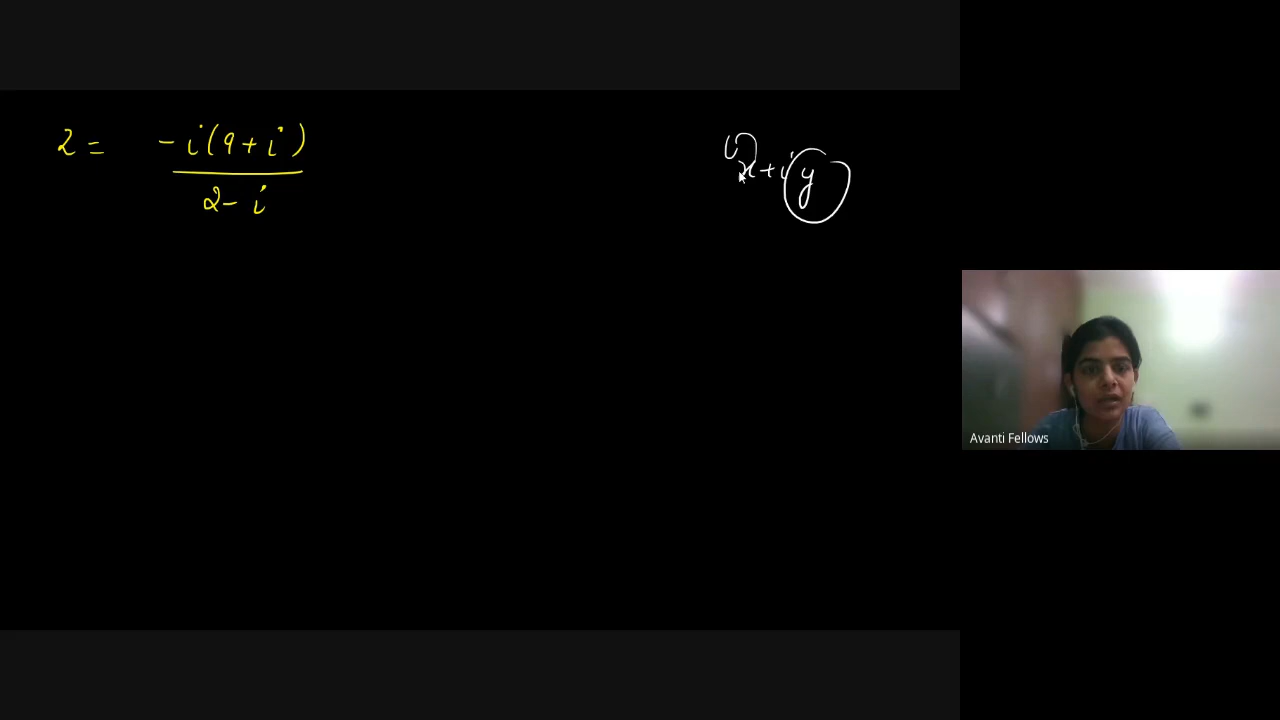 z = -i(9+i)
2-i
x+iy
Avanti Fellows